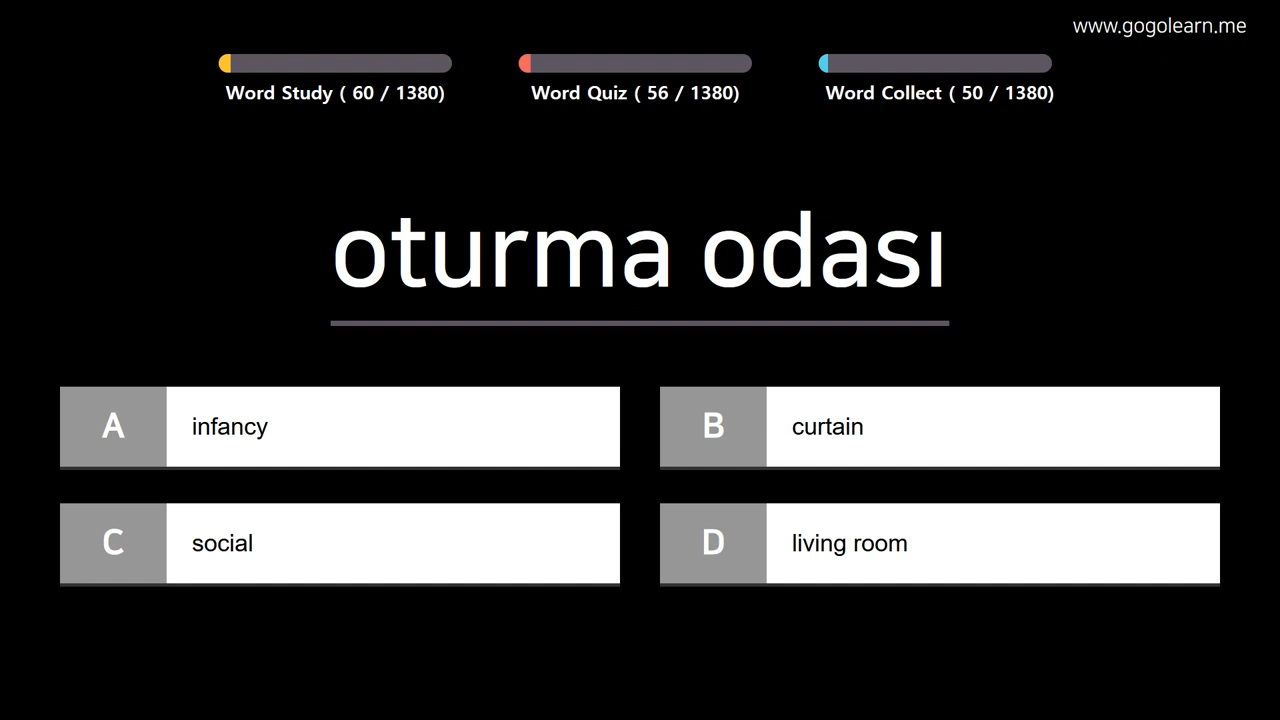 www.gogolearn.me
Word Study ( 60 / 1380)
Word Quiz ( 56 / 1380)
Word Collect ( 50 / 1380)
oturma odası
A infancy
B curtain
C social
D living room